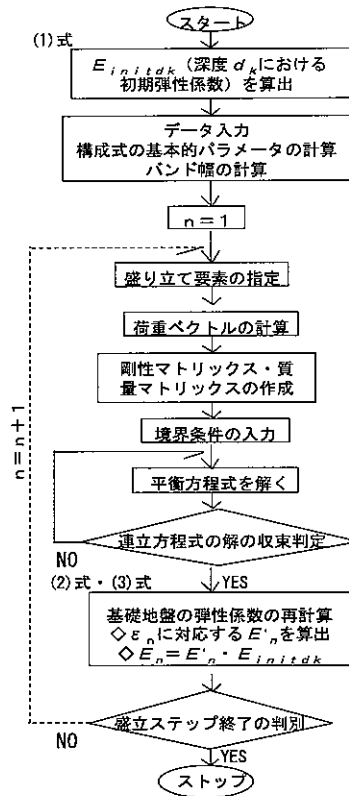 スタート
(1)式
E initdk (深度 dk における
初期弾性係数) を算出
データ入力
構成式の基本的パラメータの計算
バンド幅の計算
n=1
盛り立て要素の指定
荷重ベクトルの計算
剛性マトリックス・質
量マトリックスの作成
境界条件の入力
n=n+1
平衡方程式を解く
連立方程式の解の収束判定
NO
(2)式・(3)式
YES
基礎地盤の弾性係数の再計算
◇ εn に対応する E'n を算出
◇ En=E'n・E initdk
盛立ステップ終了の判別
NO
YES
ストップ